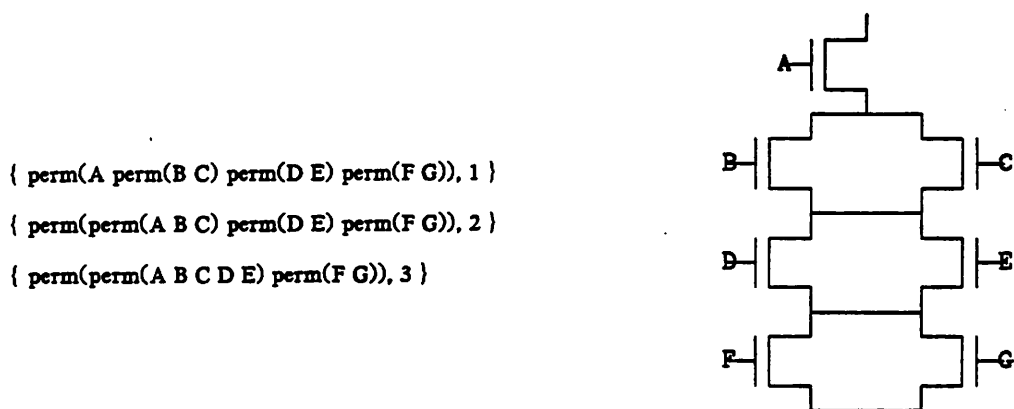 { perm(A perm(B C) perm(D E) perm(F G)), 1 }
{ perm(perm(A B C) perm(D E) perm(F G)), 2 }
{ perm(perm(A B C D E) perm(F G)), 3 }
A
B C
D E
F G